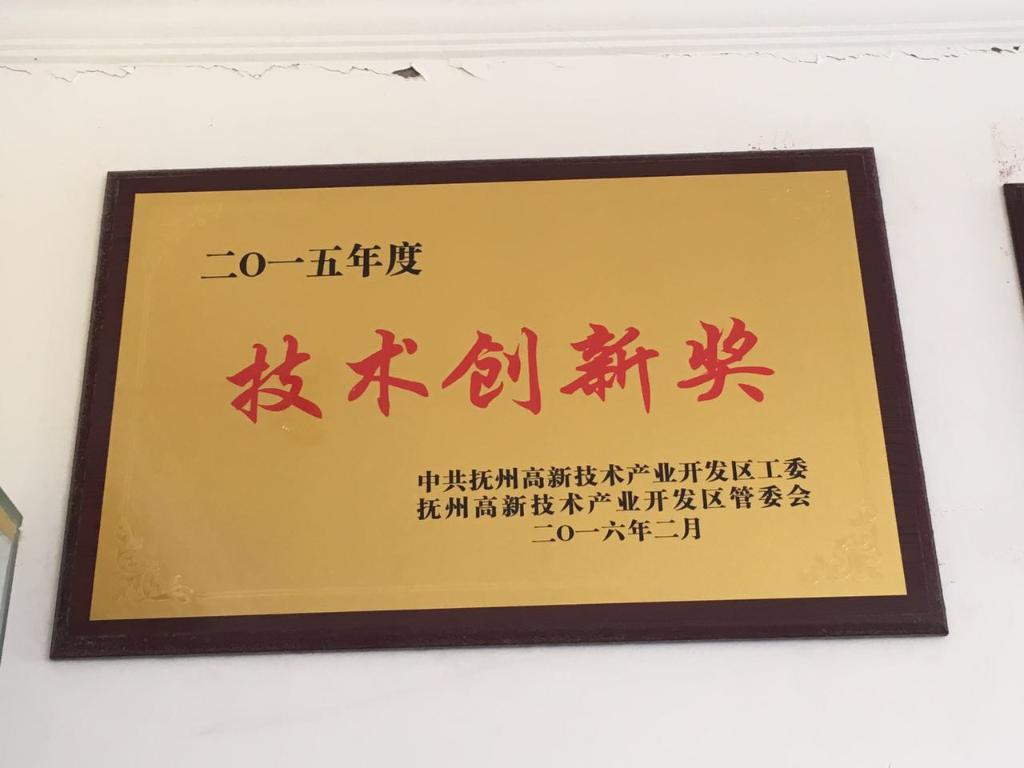 二〇一五年度
技术创新奖
中共抚州高新技术产业开发区工委
抚州高新技术产业开发区管委会
二〇一六年二月